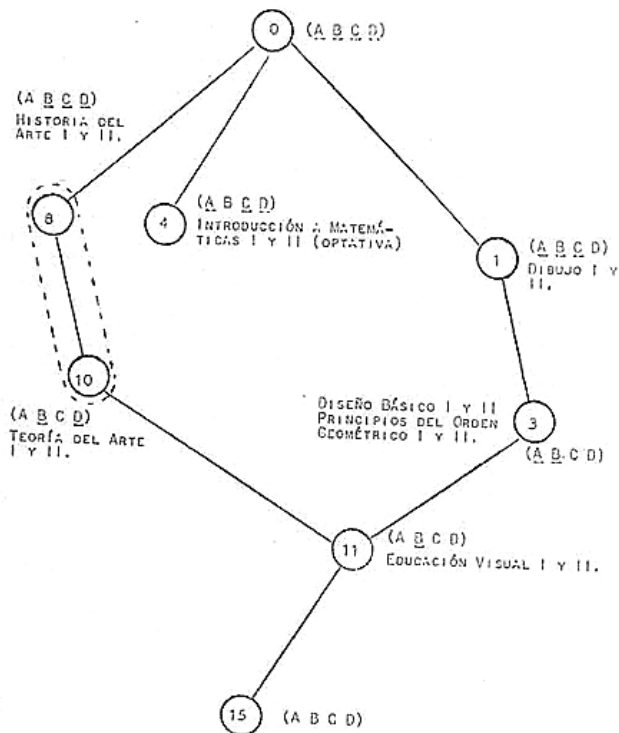 0 (A B C D)
(A B C D)
HISTORIA DEL
ARTE I Y II.
8
4
(A B C D)
INTRODUCCIÓN A MATEMÁ-
TICAS I Y II (OPTATIVA)
1
(A B C D)
DIBUJO I Y
II.
10
(A B C D)
TEORÍA DEL ARTE
I Y II.
DISEÑO BÁSICO I Y II
PRINCIPIOS DEL ORDEN
GEOMÉTRICO I Y II.
3
(A B C D)
11
(A B C D)
EDUCACIÓN VISUAL I Y II.
15 (A B C D)